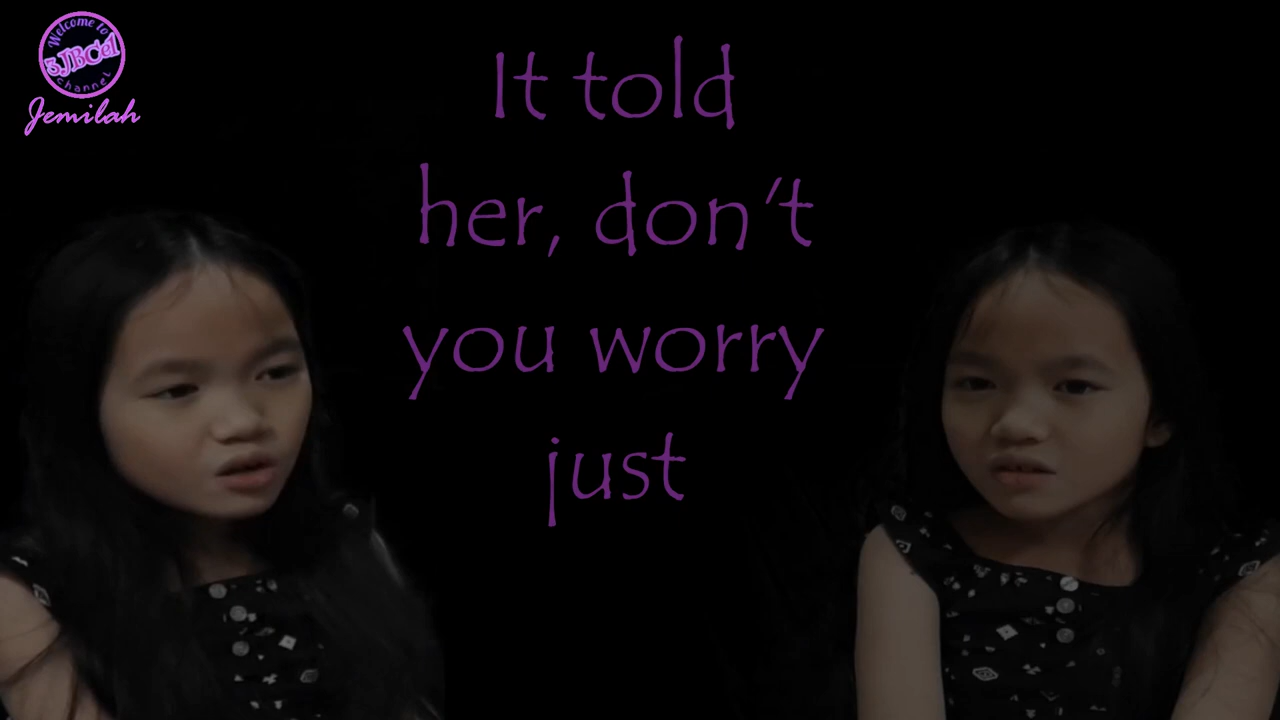 Welcome to
3JBCel
channel
Jemilah
It told
her, don't
you worry
just